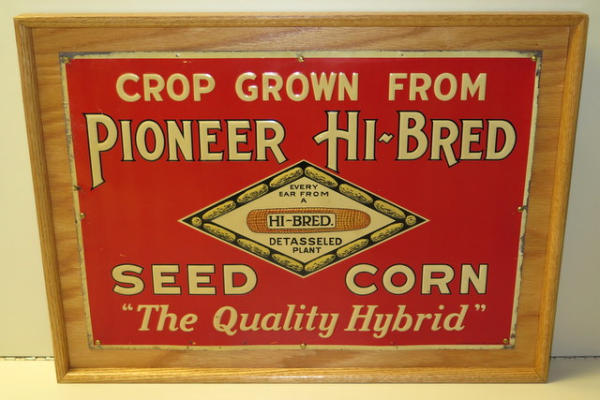 CROP GROWN FROM
PIONEER HI-BRED
EVERY
EAR FROM
A
HI-BRED.
DETASSELED
PLANT
SEED CORN
"The Quality Hybrid"